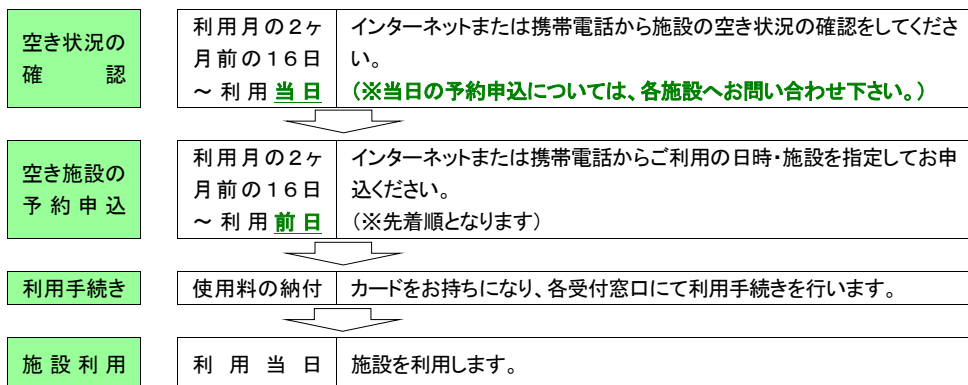 空き状況の
確認
利用月の2ヶ
月前の16日
～利用当日
インターネットまたは携帯電話から施設の空き状況の確認をしてくださ
い。
(※当日の予約申込については、各施設へお問い合わせ下さい。)
空き施設の
予約申込
利用月の2ヶ
月前の16日
～利用前日
インターネットまたは携帯電話からご利用の日時・施設を指定してお申
込ください。
(※先着順となります)
利用手続き
使用料の納付
カードをお持ちになり、各受付窓口にて利用手続きを行います。
施設利用
利用当日
施設を利用します。